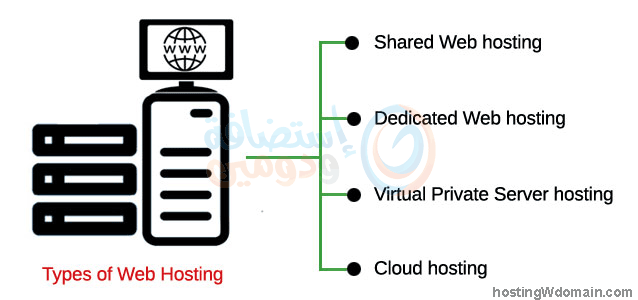 WWW
Shared Web hosting
Dedicated Web hosting
إستضافة
ودومين
Virtual Private Server hosting
Cloud hosting
Types of Web Hosting
hostingWdomain.com